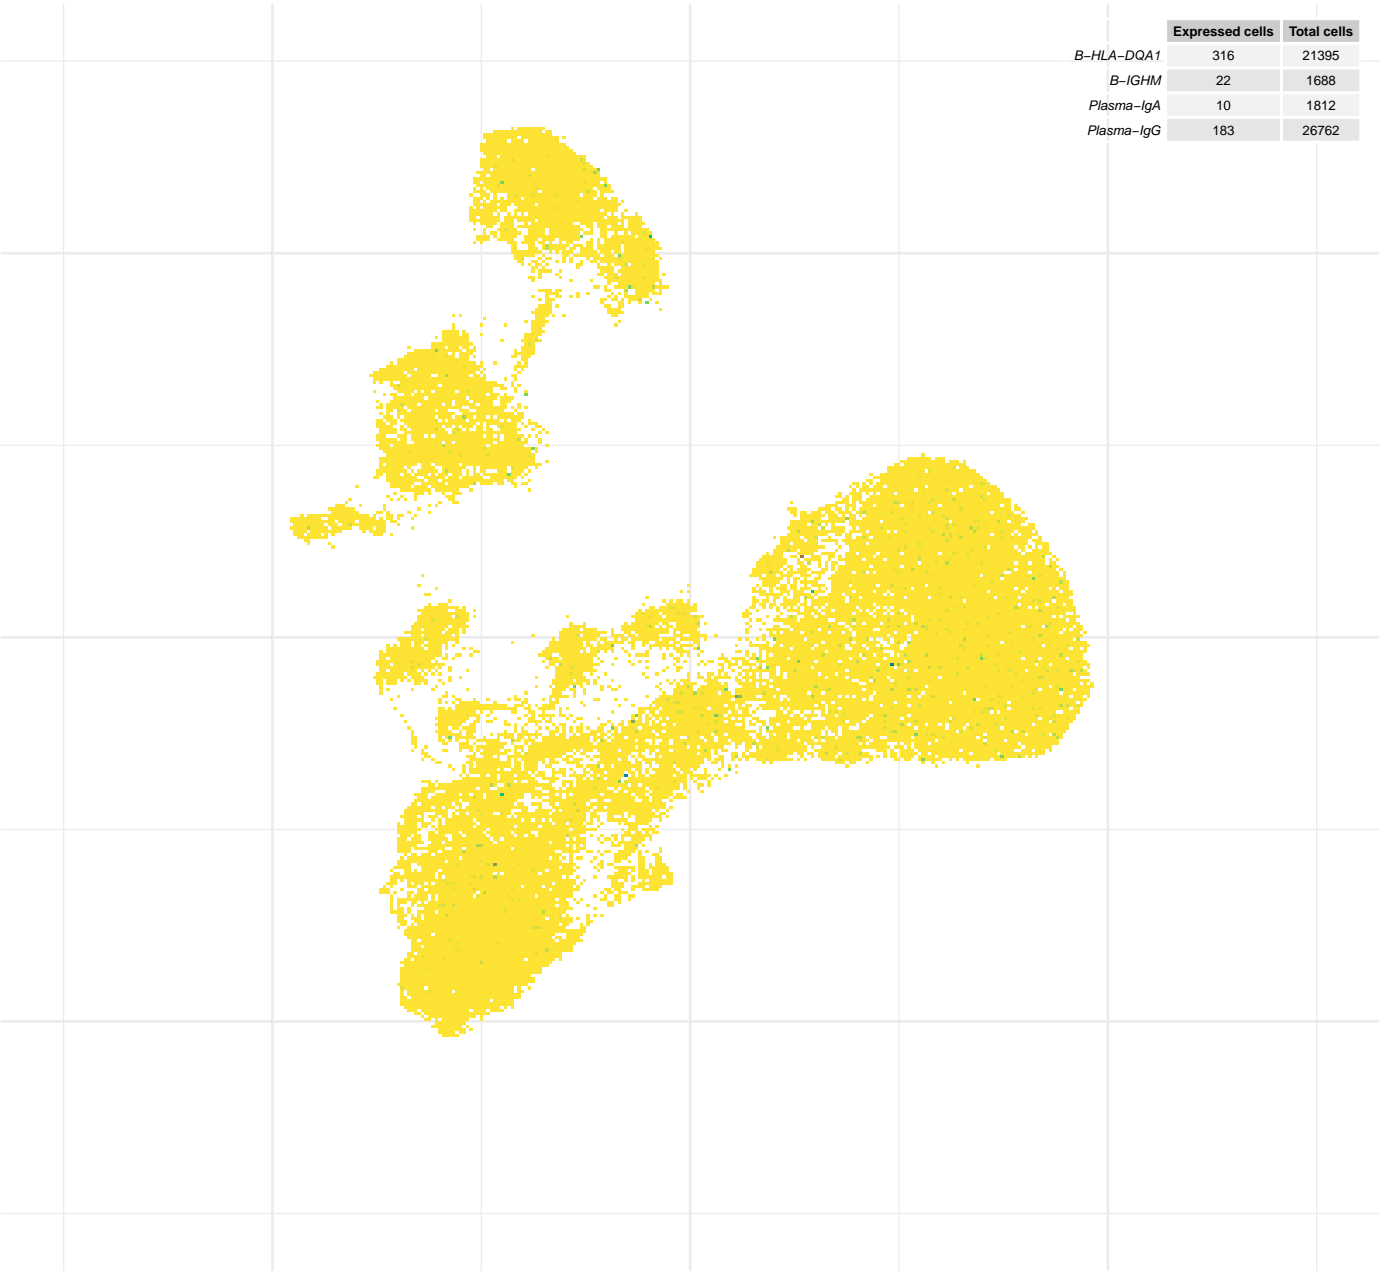 Expressed cells Total cells
B−HLA−DQA1 316 21395
B−IGHM 22 1688
Plasma−IgA 10 1812
Plasma−IgG 183 26762